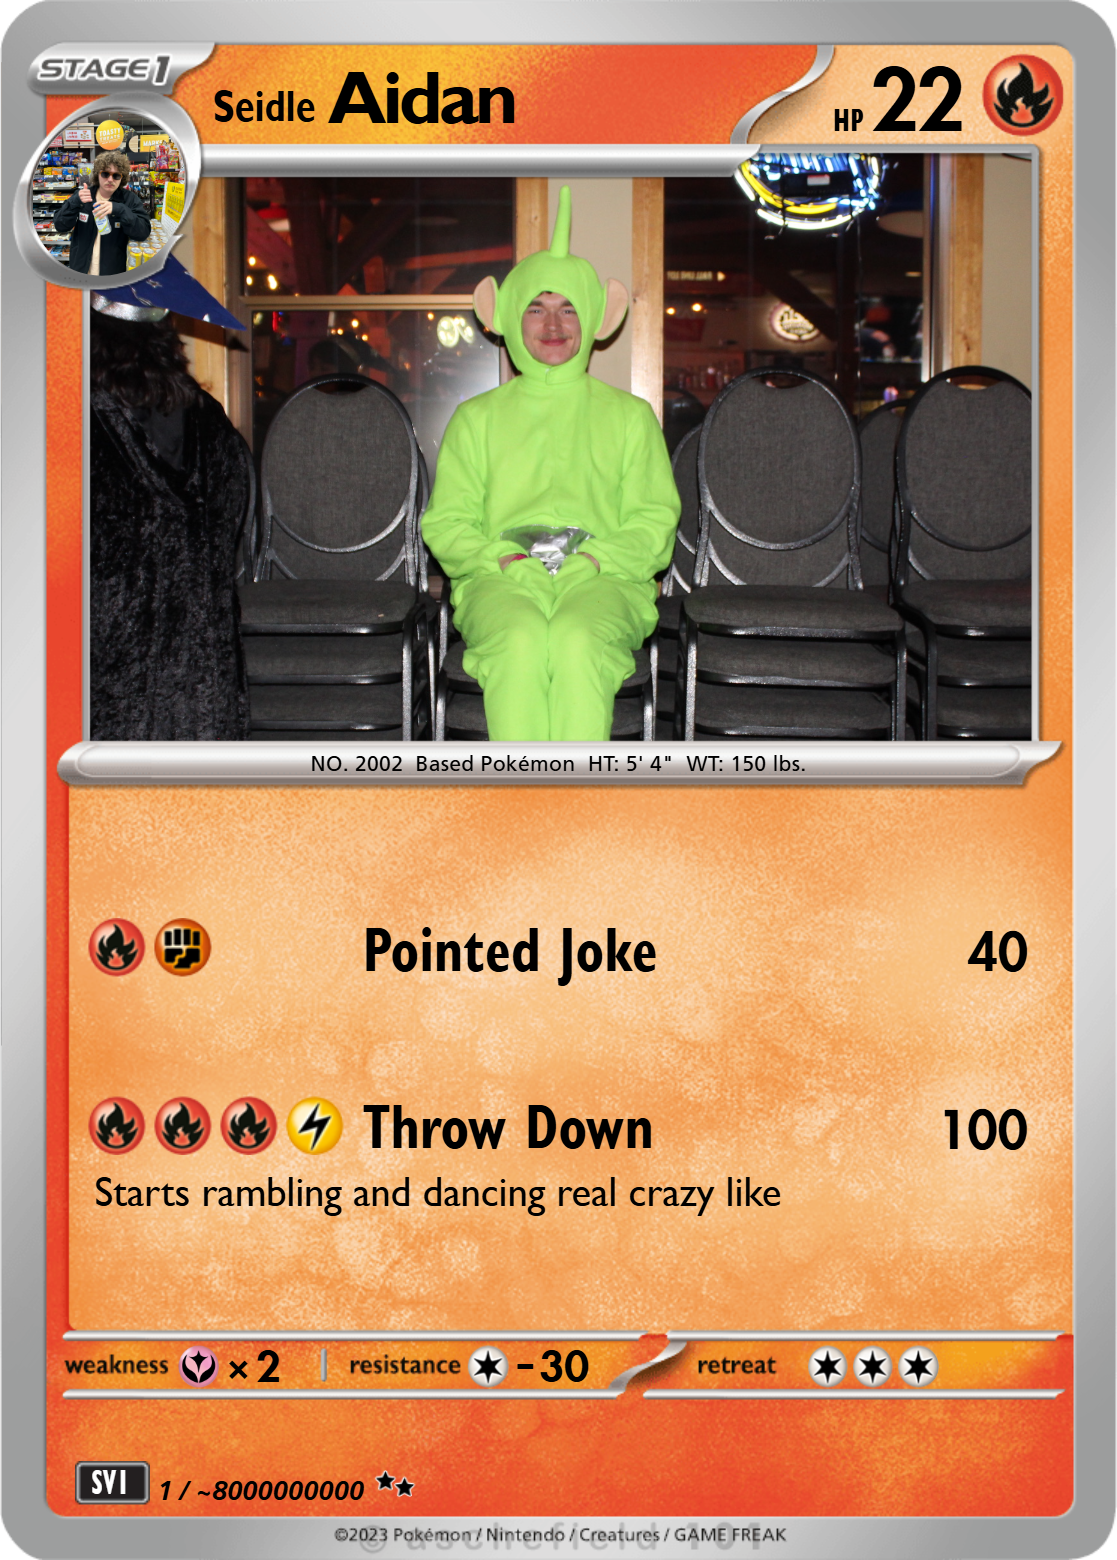 STAGE1
Seidle Aidan
HP 22
NO. 2002 Based Pokémon HT: 5' 4" WT: 150 lbs.
Pointed Joke 40
Throw Down 100
Starts rambling and dancing real crazy like
weakness × 2 | resistance -30 retreat
SVI 1 / ~8000000000
©2023 Pokémon / Nintendo / Creatures / GAME FREAK